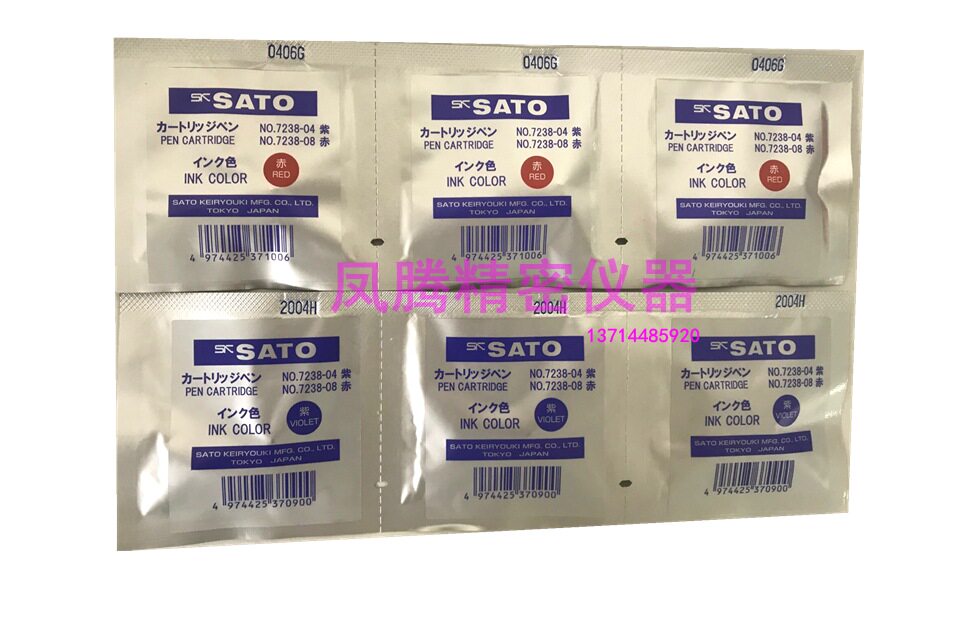 0406G
SK SATO
カートリッジペン NO.7238-04 紫
PEN CARTRIDGE NO.7238-08 赤
インク色
INK COLOR
赤
RED
SATO KEIRYOUKI MFG. CO., LTD.
TOKYO JAPAN
4 974425 371006
0406G
SK SATO
カートリッジペン NO.7238-04 紫
PEN CARTRIDGE NO.7238-08 赤
インク色
INK COLOR
赤
RED
SATO KEIRYOUKI MFG. CO., LTD.
TOKYO JAPAN
4 974425 371006
0406G
SK SATO
カートリッジペン NO.7238-04 紫
PEN CARTRIDGE NO.7238-08 赤
インク色
INK COLOR
赤
RED
SATO KEIRYOUKI MFG. CO., LTD.
TOKYO JAPAN
4 974425 371006
凤腾精密仪器
13714485920
2004H
SK SATO
カートリッジペン NO.7238-04 紫
PEN CARTRIDGE NO.7238-08 赤
インク色
INK COLOR
紫
VIOLET
SATO KEIRYOUKI MFG. CO., LTD.
TOKYO JAPAN
4 974425 370900
2004H
SK SATO
カートリッジペン NO.7238-04 紫
PEN CARTRIDGE NO.7238-08 赤
インク色
INK COLOR
紫
VIOLET
SATO KEIRYOUKI MFG. CO., LTD.
TOKYO JAPAN
4 974425 370900
2004H
SK SATO
カートリッジペン NO.7238-04 紫
PEN CARTRIDGE NO.7238-08 赤
インク色
INK COLOR
紫
VIOLET
SATO KEIRYOUKI MFG. CO., LTD.
TOKYO JAPAN
4 974425 370900